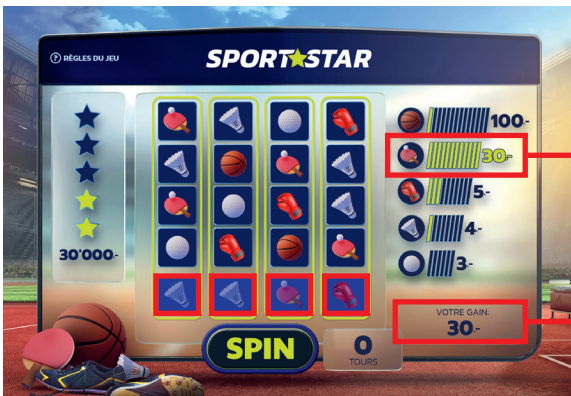 ? RÈGLES DU JEU
SPORT★STAR
30'000.-
100.-
30.-
5.-
4.-
3.-
VOTRE GAIN:
30.-
SPIN
0
TOURS